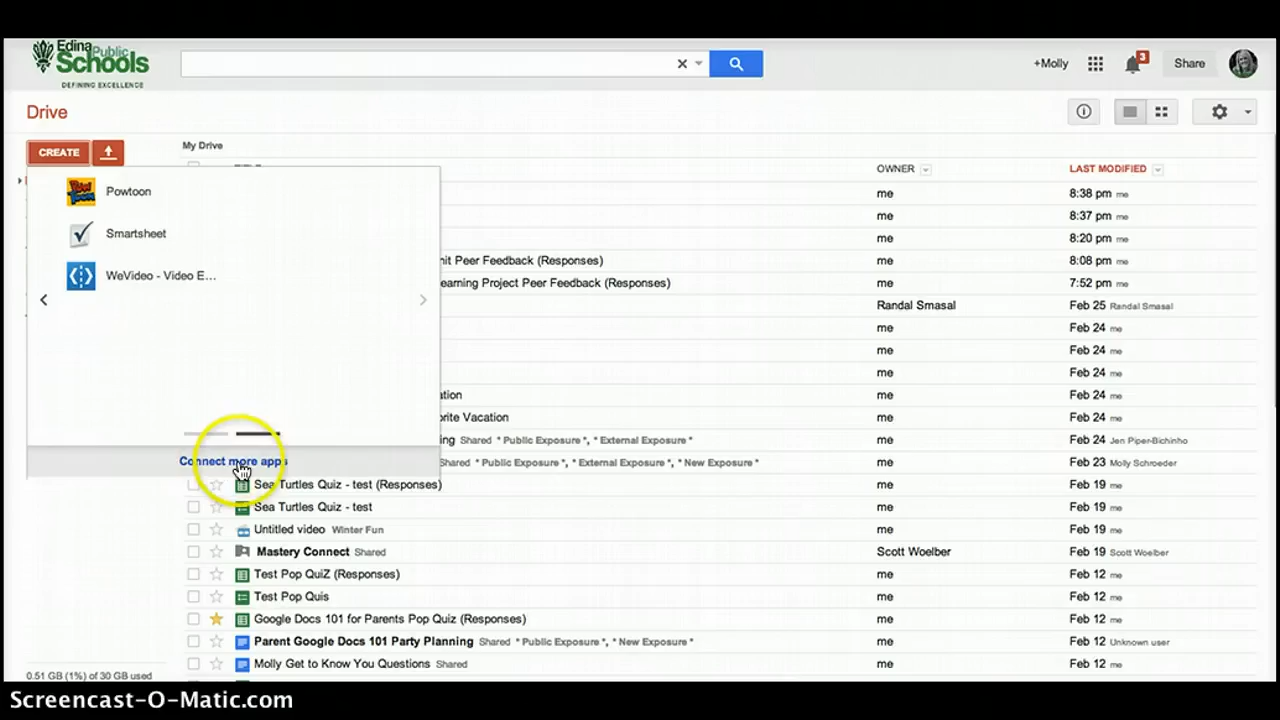 Edina Public
Schools
DEFINING EXCELLENCE
+Molly
3
Share
Drive
CREATE
My Drive
OWNER
LAST MODIFIED
Powtoon
Smartsheet
WeVideo - Video E...
Connect more apps
me 8:38 pm me
me 8:37 pm me
me 8:20 pm me
Peer Feedback (Responses) me 8:08 pm me
Project Peer Feedback (Responses) me 7:52 pm me
Randal Smasal Feb 25 Randal Smasal
me Feb 24 me
me Feb 24 me
me Feb 24 me
ation me Feb 24 me
Vacation me Feb 24 me
ing Shared * Public Exposure *, * External Exposure * me Feb 24 Jen Piper-Bichinho
Shared * Public Exposure *, * External Exposure *, * New Exposure * me Feb 23 Molly Schroeder
Sea Turtles Quiz - test (Responses) me Feb 19 me
Sea Turtles Quiz - test me Feb 19 me
Untitled video Winter Fun me Feb 19 me
Mastery Connect Shared Scott Woelber Feb 19 Scott Woelber
Test Pop QuiZ (Responses) me Feb 12 me
Test Pop Quis me Feb 12 me
Google Docs 101 for Parents Pop Quiz (Responses) me Feb 12 me
Parent Google Docs 101 Party Planning Shared * Public Exposure *, * New Exposure * me Feb 12 Unknown user
Molly Get to Know You Questions Shared me Feb 12 me
0.51 GB (1%) of 30 GB used
Screencast-O-Matic.com